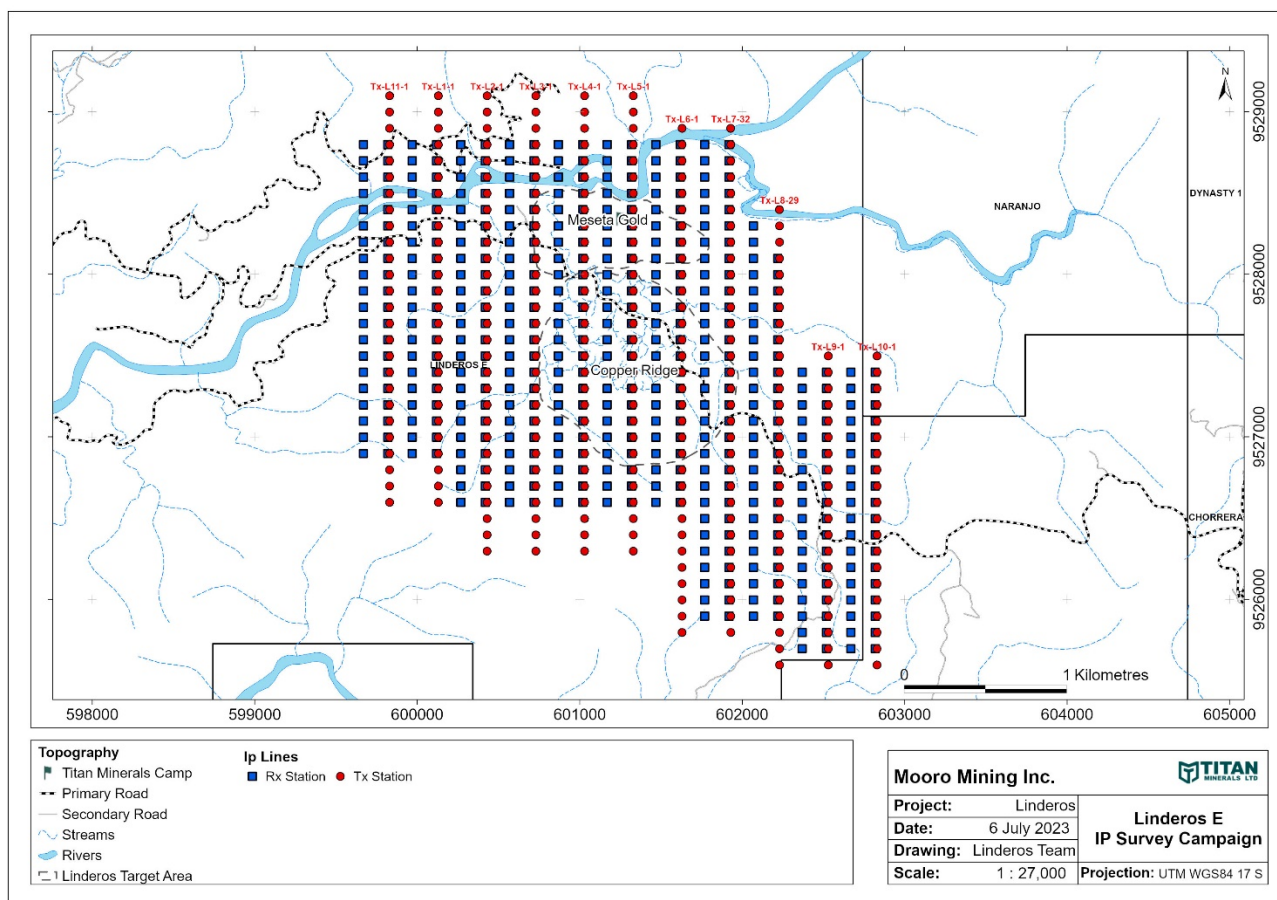 Tx-L11-1 Tx-L1-1 Tx-L2-1 Tx-L3-1 Tx-L4-1 Tx-L5-1
Tx-L6-1 Tx-L7-32
Tx-L8-29
Tx-L9-1 Tx-L10-1
N
9529000
9528000
9527000
9526000
DYNASTY 1
NARANJO
Meseta Gold
LINDEROS E
Copper Ridge
CHORRERA
0 1 Kilometres
598000 599000 600000 601000 602000 603000 604000 605000
Topography
Titan Minerals Camp
Primary Road
Secondary Road
Streams
Rivers
Linderos Target Area
Ip Lines
Rx Station Tx Station
Mooro Mining Inc.
TITAN
MINERALS LTD
Project: Linderos
Date: 6 July 2023
Drawing: Linderos Team
Scale: 1 : 27,000
Linderos E
IP Survey Campaign
Projection: UTM WGS84 17 S